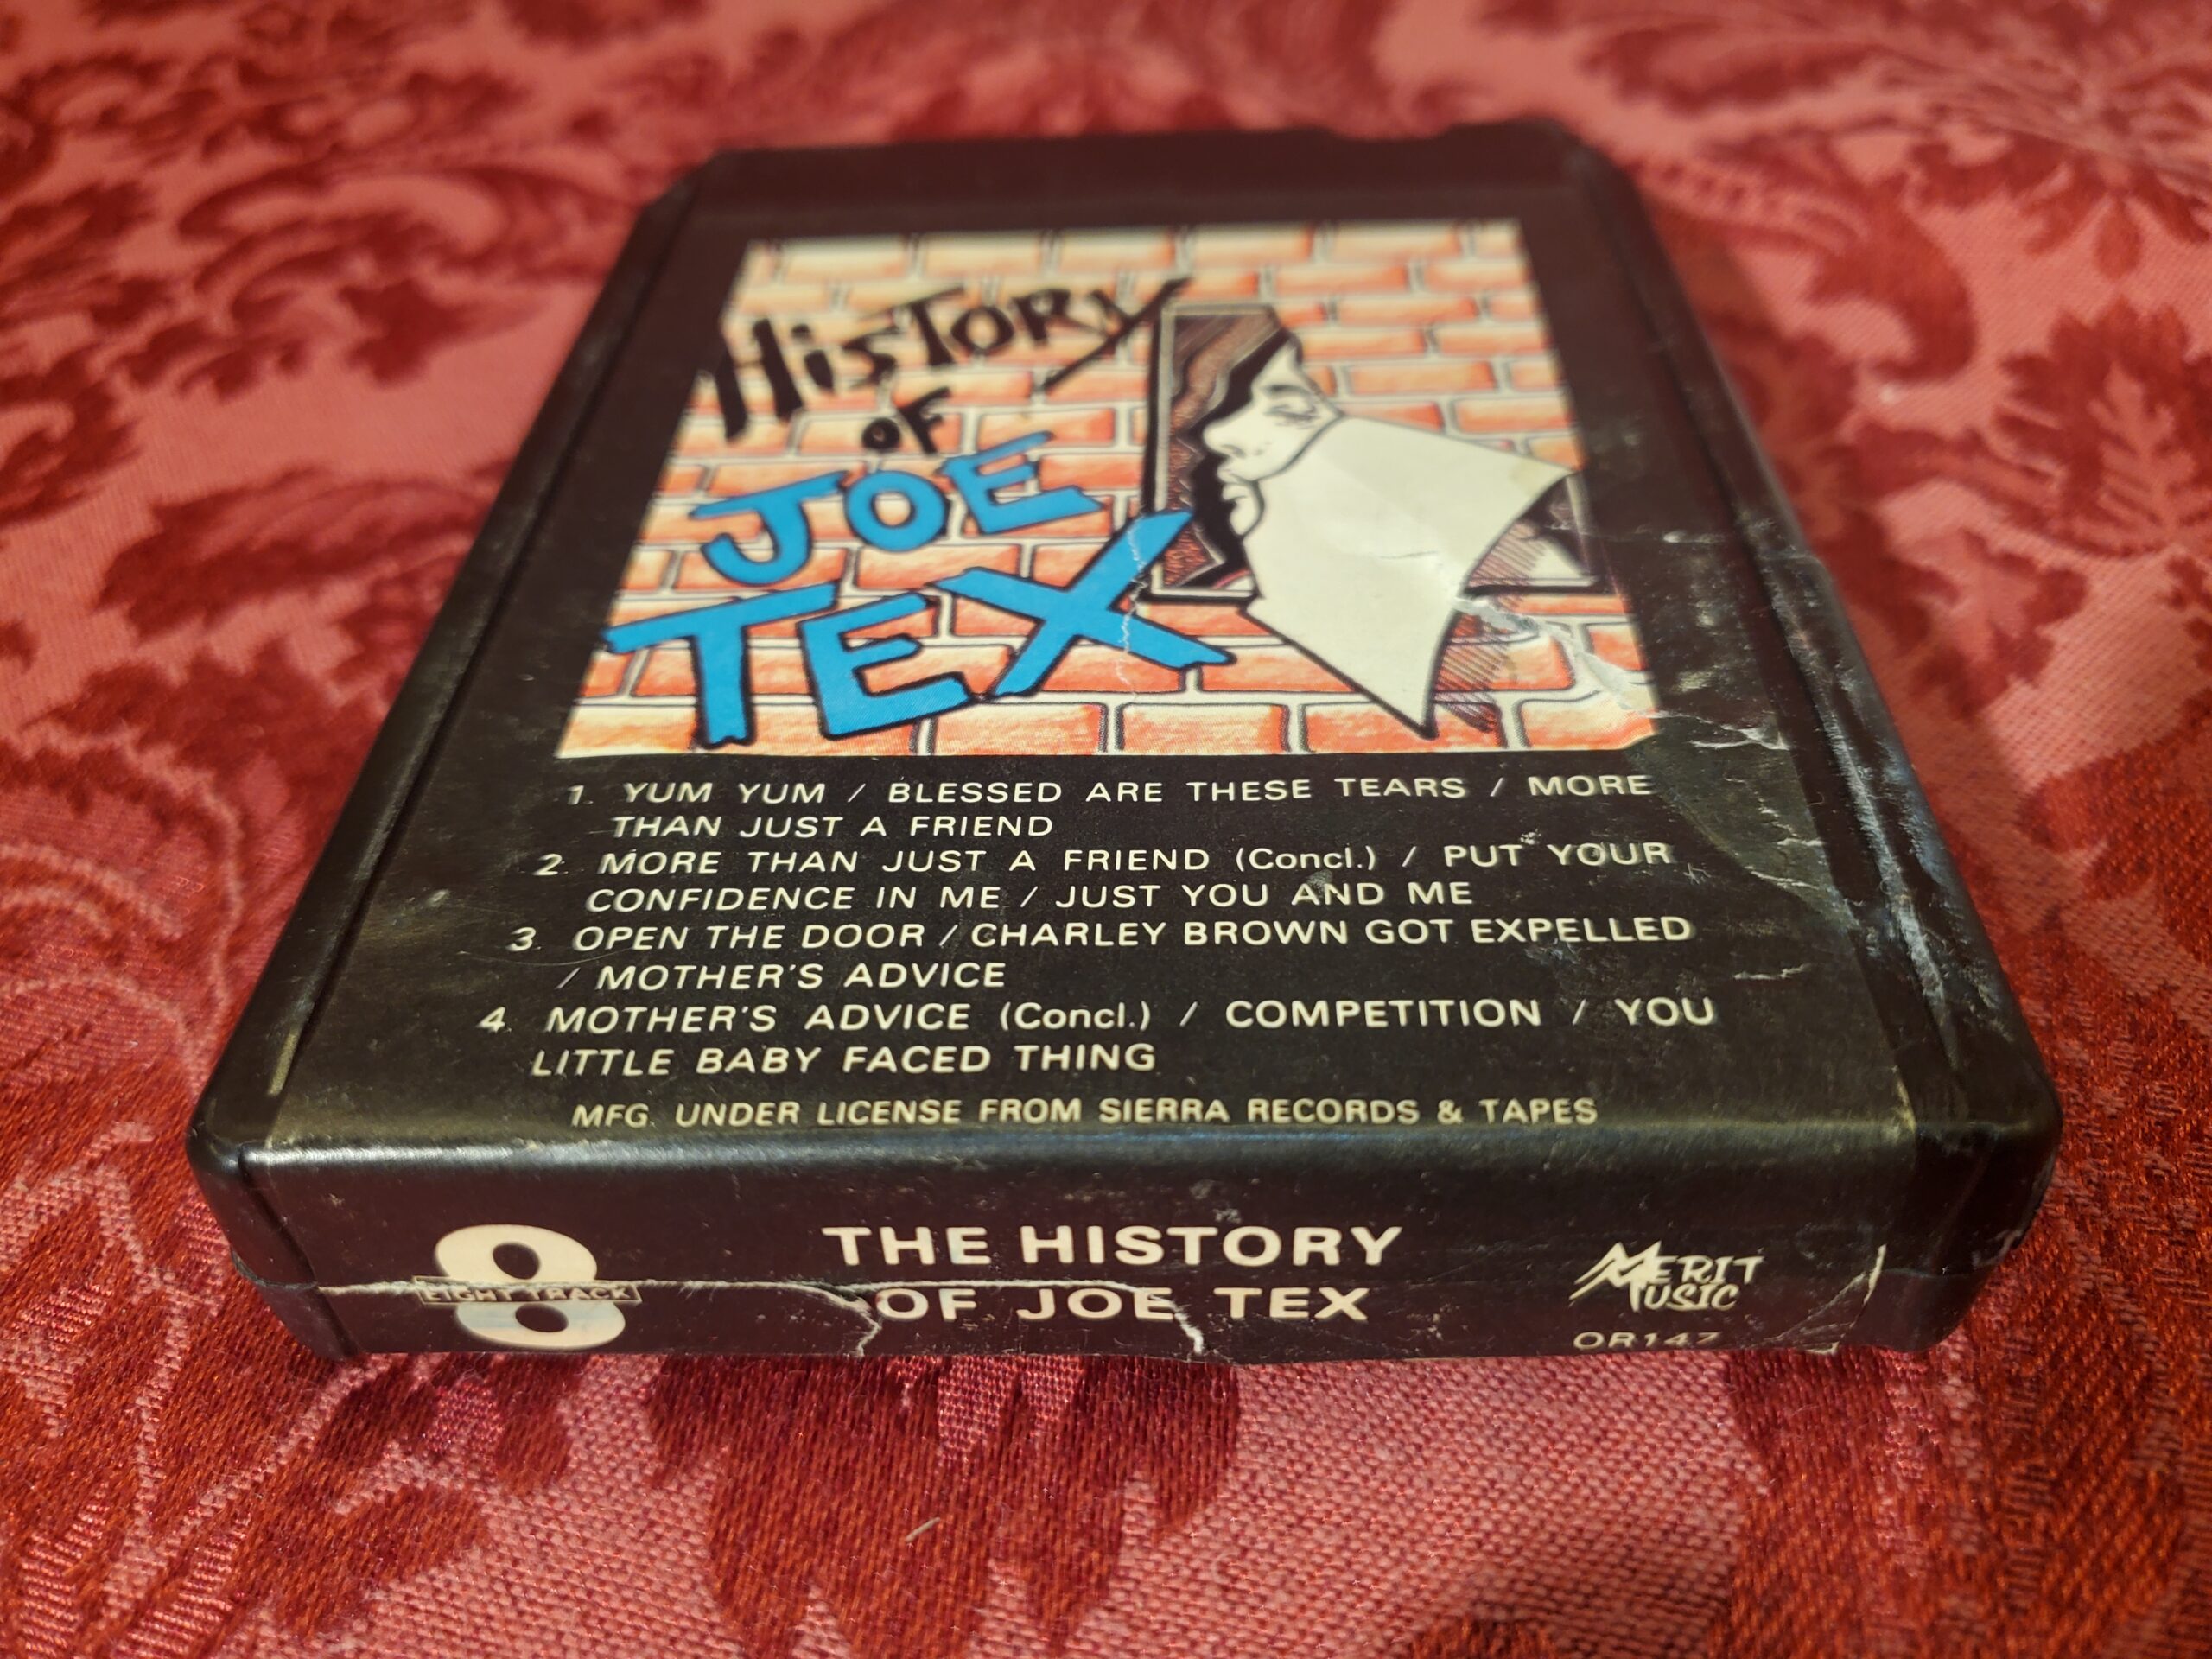 HISTORY
OF
JOE
TEX
1. YUM YUM / BLESSED ARE THESE TEARS / MORE
THAN JUST A FRIEND
2. MORE THAN JUST A FRIEND (Concl.) / PUT YOUR
CONFIDENCE IN ME / JUST YOU AND ME
3. OPEN THE DOOR / CHARLEY BROWN GOT EXPELLED
/ MOTHER'S ADVICE
4. MOTHER'S ADVICE (Concl.) / COMPETITION / YOU
LITTLE BABY FACED THING
MFG. UNDER LICENSE FROM SIERRA RECORDS & TAPES
8
EIGHT TRACK
THE HISTORY
OF JOE TEX
MERIT
MUSIC
OR147